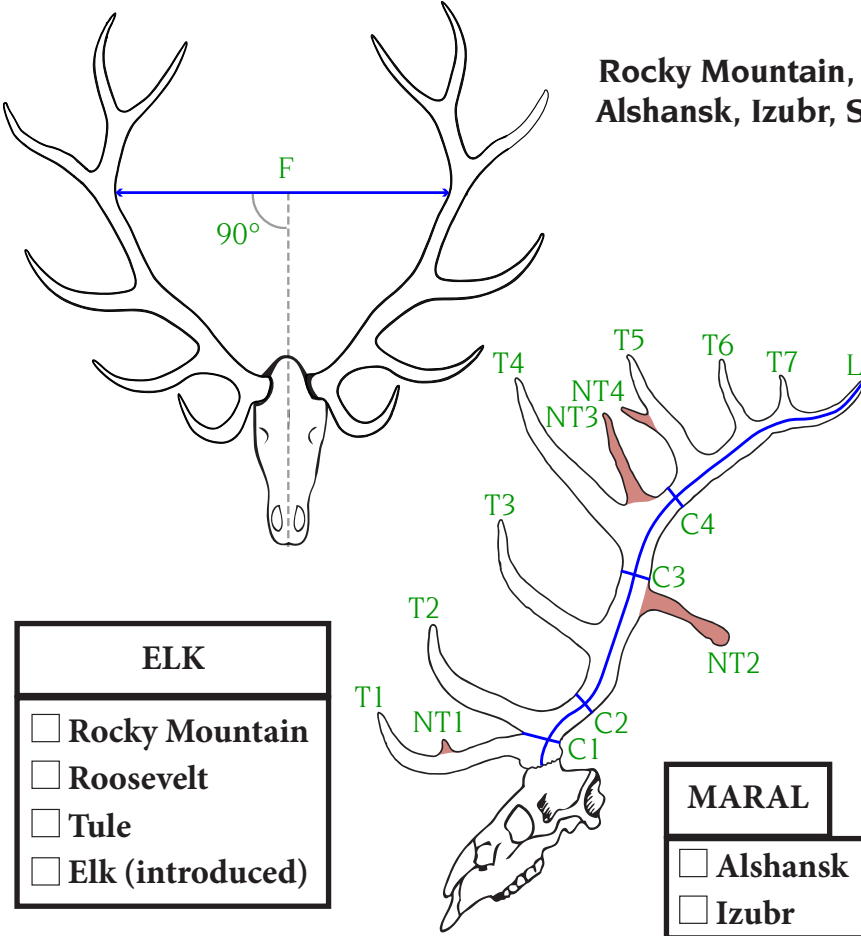 Rocky Mountain,
Alshansk, Izubr, S
F
90°
T5
T6
T7
L
T4
NT4
NT3
C4
T3
C3
T2
NT2
T1
NT1
C2
C1
ELK
☐ Rocky Mountain
☐ Roosevelt
☐ Tule
☐ Elk (introduced)
MARAL
☐ Alshansk
☐ Izubr